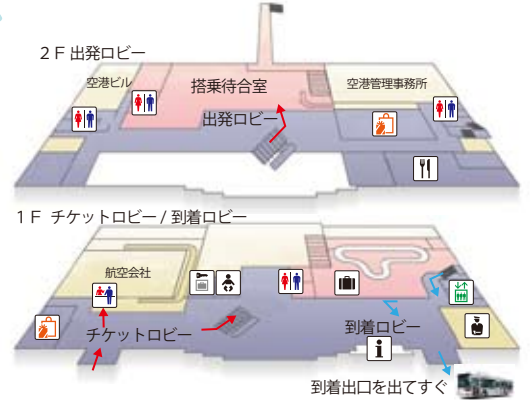 2F 出発ロビー
空港ビル
搭乗待合室
空港管理事務所
出発ロビー
1F チケットロビー / 到着ロビー
航空会社
チケットロビー
到着ロビー
i
到着出口を出てすぐ